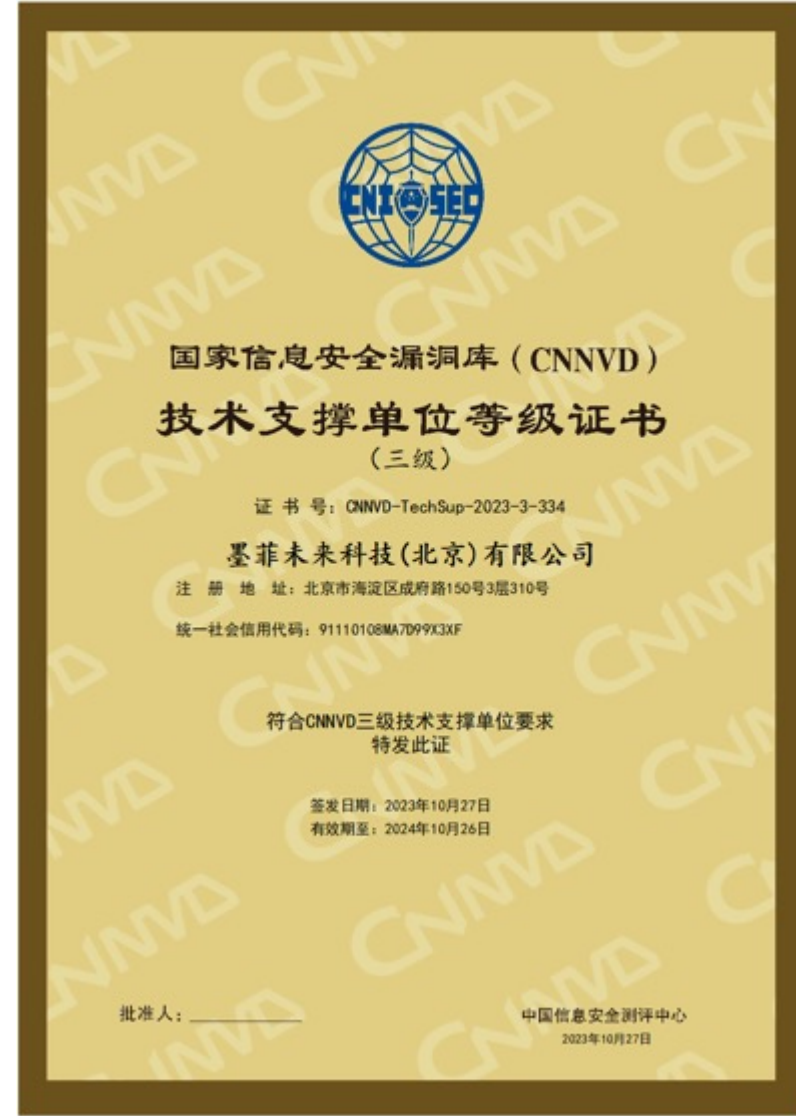 CNITSEC
国家信息安全漏洞库(CNNVD)
技术支撑单位等级证书
(三级)
证 书 号: CNNVD-TechSup-2023-3-334
墨菲未来科技(北京)有限公司
注 册 地 址: 北京市海淀区成府路150号3层310号
统一社会信用代码: 91110108MA7D99X3XF
符合CNNVD三级技术支撑单位要求
特发此证
签发日期: 2023年10月27日
有效期至: 2024年10月26日
批准人:
中国信息安全测评中心
2023年10月27日